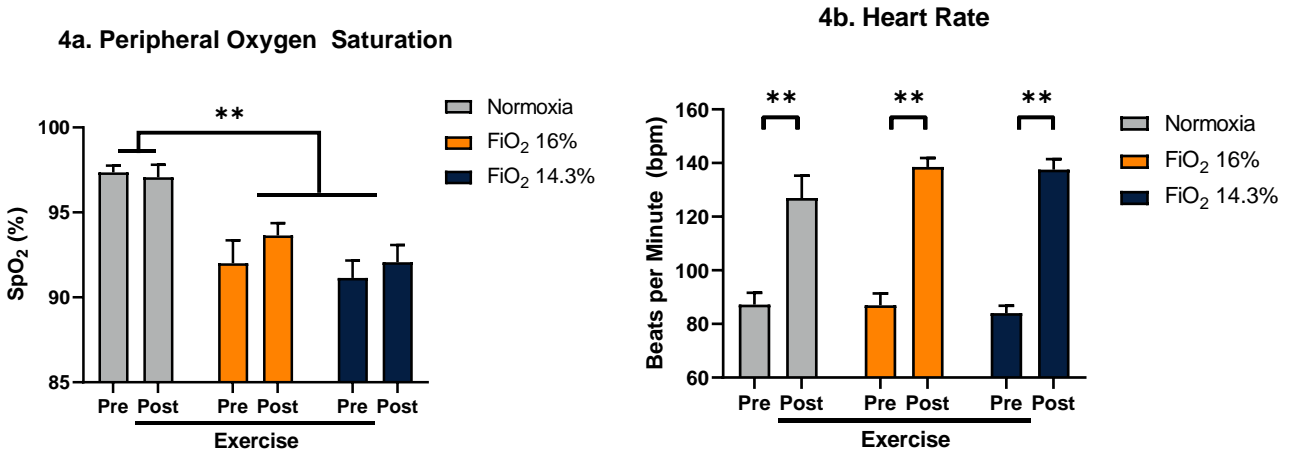 4a. Peripheral Oxygen Saturation
**
Normoxia
FiO2 16%
FiO2 14.3%
SpO2 (%)
100
95
90
85
Pre Post Pre Post Pre Post
Exercise
4b. Heart Rate
** ** **
Normoxia
FiO2 16%
FiO2 14.3%
Beats per Minute (bpm)
160
140
120
100
80
60
Pre Post Pre Post Pre Post
Exercise